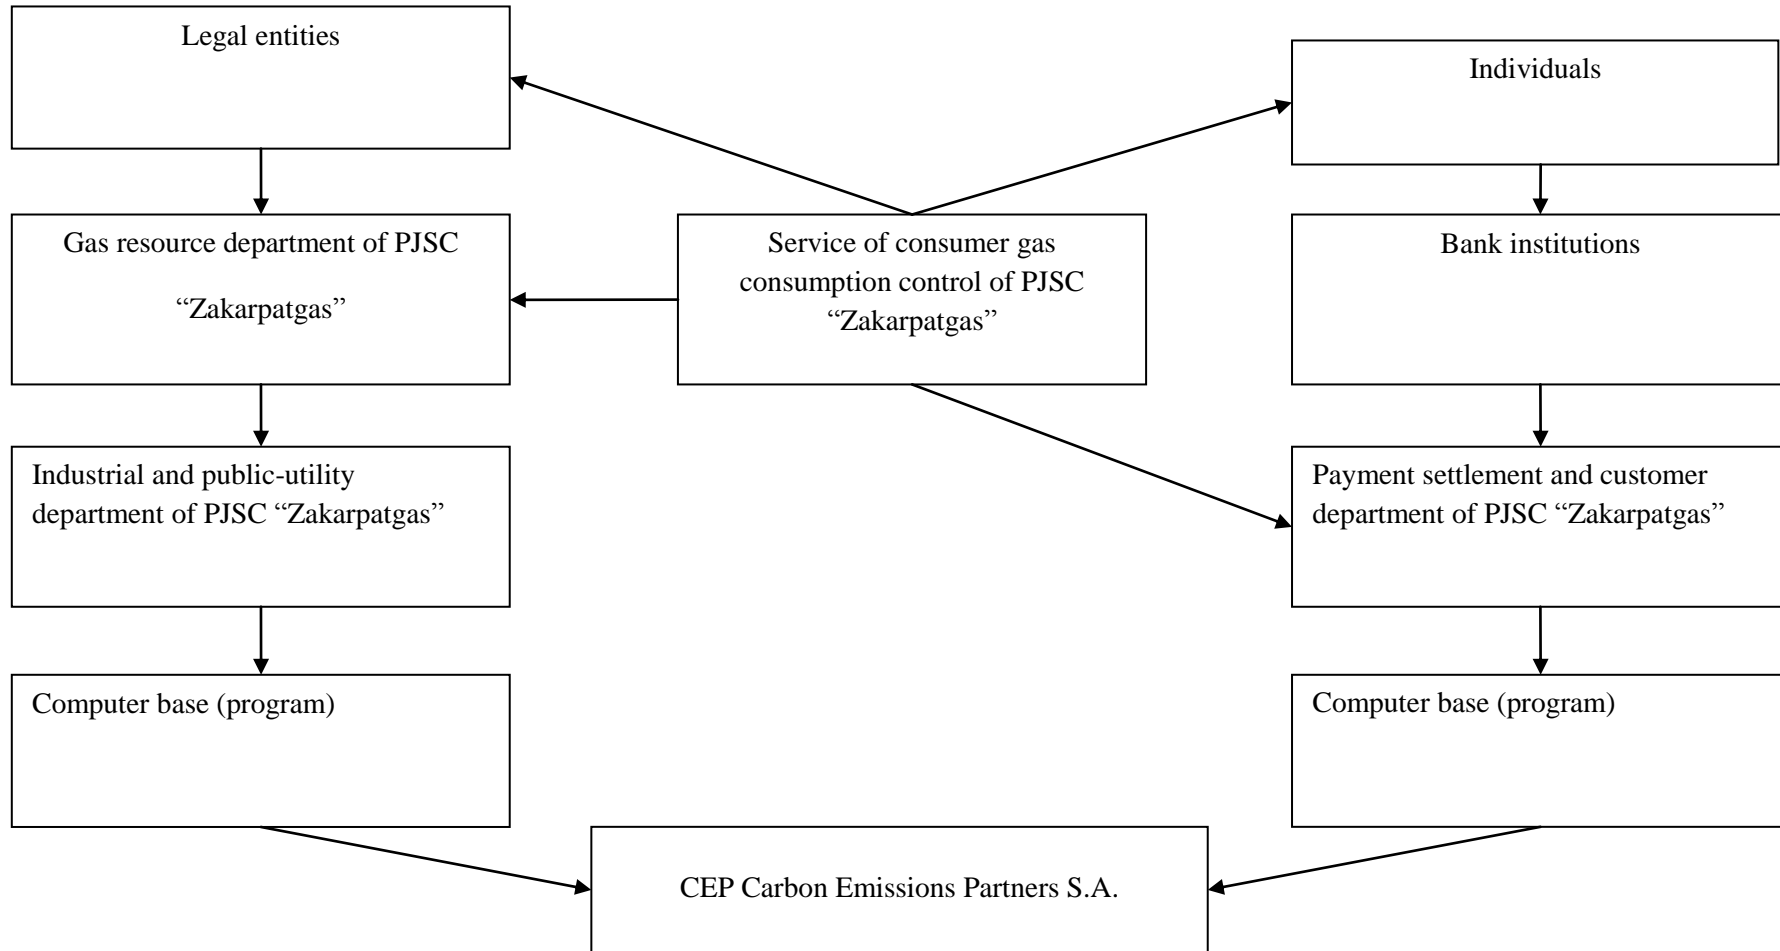 Legal entities
Individuals
Gas resource department of PJSC
“Zakarpatgas”
Service of consumer gas
consumption control of PJSC
“Zakarpatgas”
Bank institutions
Industrial and public-utility
department of PJSC “Zakarpatgas”
Payment settlement and customer
department of PJSC “Zakarpatgas”
Computer base (program)
Computer base (program)
CEP Carbon Emissions Partners S.A.